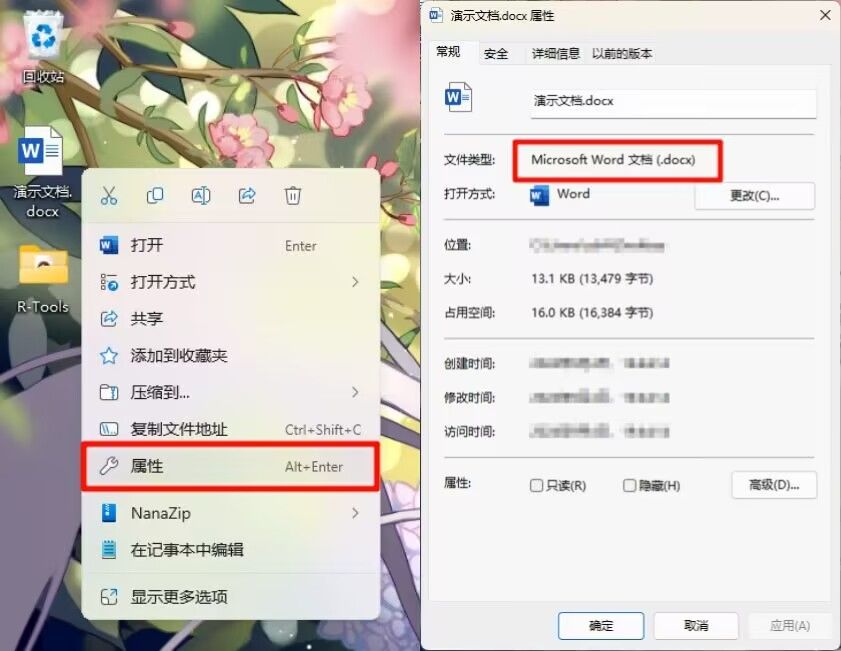 回收站
演示文档.
docx
R-Tools
打开 Enter
打开方式
共享
添加到收藏夹
压缩到...
复制文件地址 Ctrl+Shift+C
属性 Alt+Enter
NanaZip
在记事本中编辑
显示更多选项
演示文档.docx 属性
常规 安全 详细信息 以前的版本
演示文档.docx
文件类型: Microsoft Word 文档 (.docx)
打开方式: Word 更改(C)...
位置:
大小: 13.1 KB (13,479 字节)
占用空间: 16.0 KB (16,384 字节)
创建时间:
修改时间:
访问时间:
属性: 只读(R) 隐藏(H) 高级(D)...
确定 取消 应用(A)